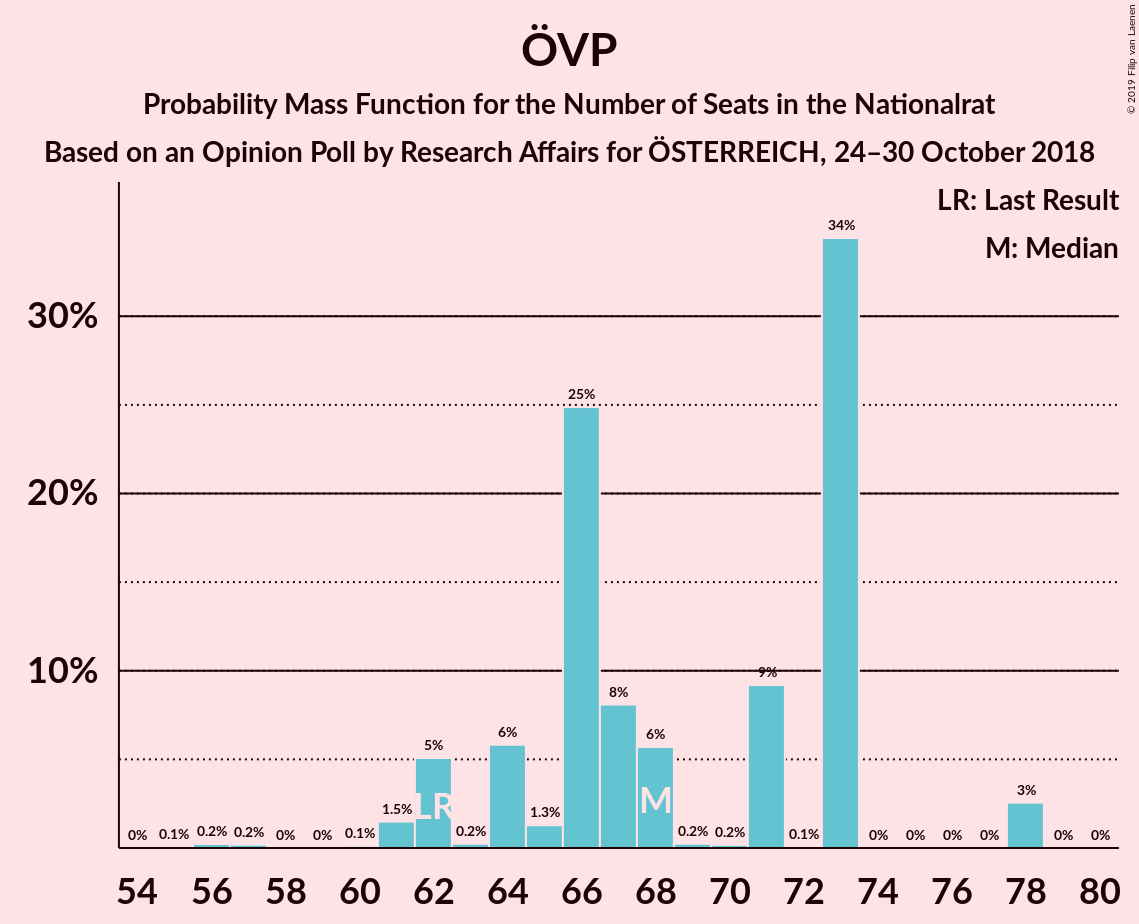 ÖVP
Probability Mass Function for the Number of Seats in the Nationalrat
Based on an Opinion Poll by Research Affairs for ÖSTERREICH, 24–30 October 2018
© 2019 Filip van Laenen
LR: Last Result
M: Median
30%
20%
10%
0% 0.1% 0.2% 0.2% 0% 0% 0.1% 1.5% 5% 0.2% 6% 1.3% 25% 8% 6% 0.2% 0.2% 9% 0.1% 34% 0% 0% 0% 0% 3% 0% 0%
LR M
54 56 58 60 62 64 66 68 70 72 74 76 78 80